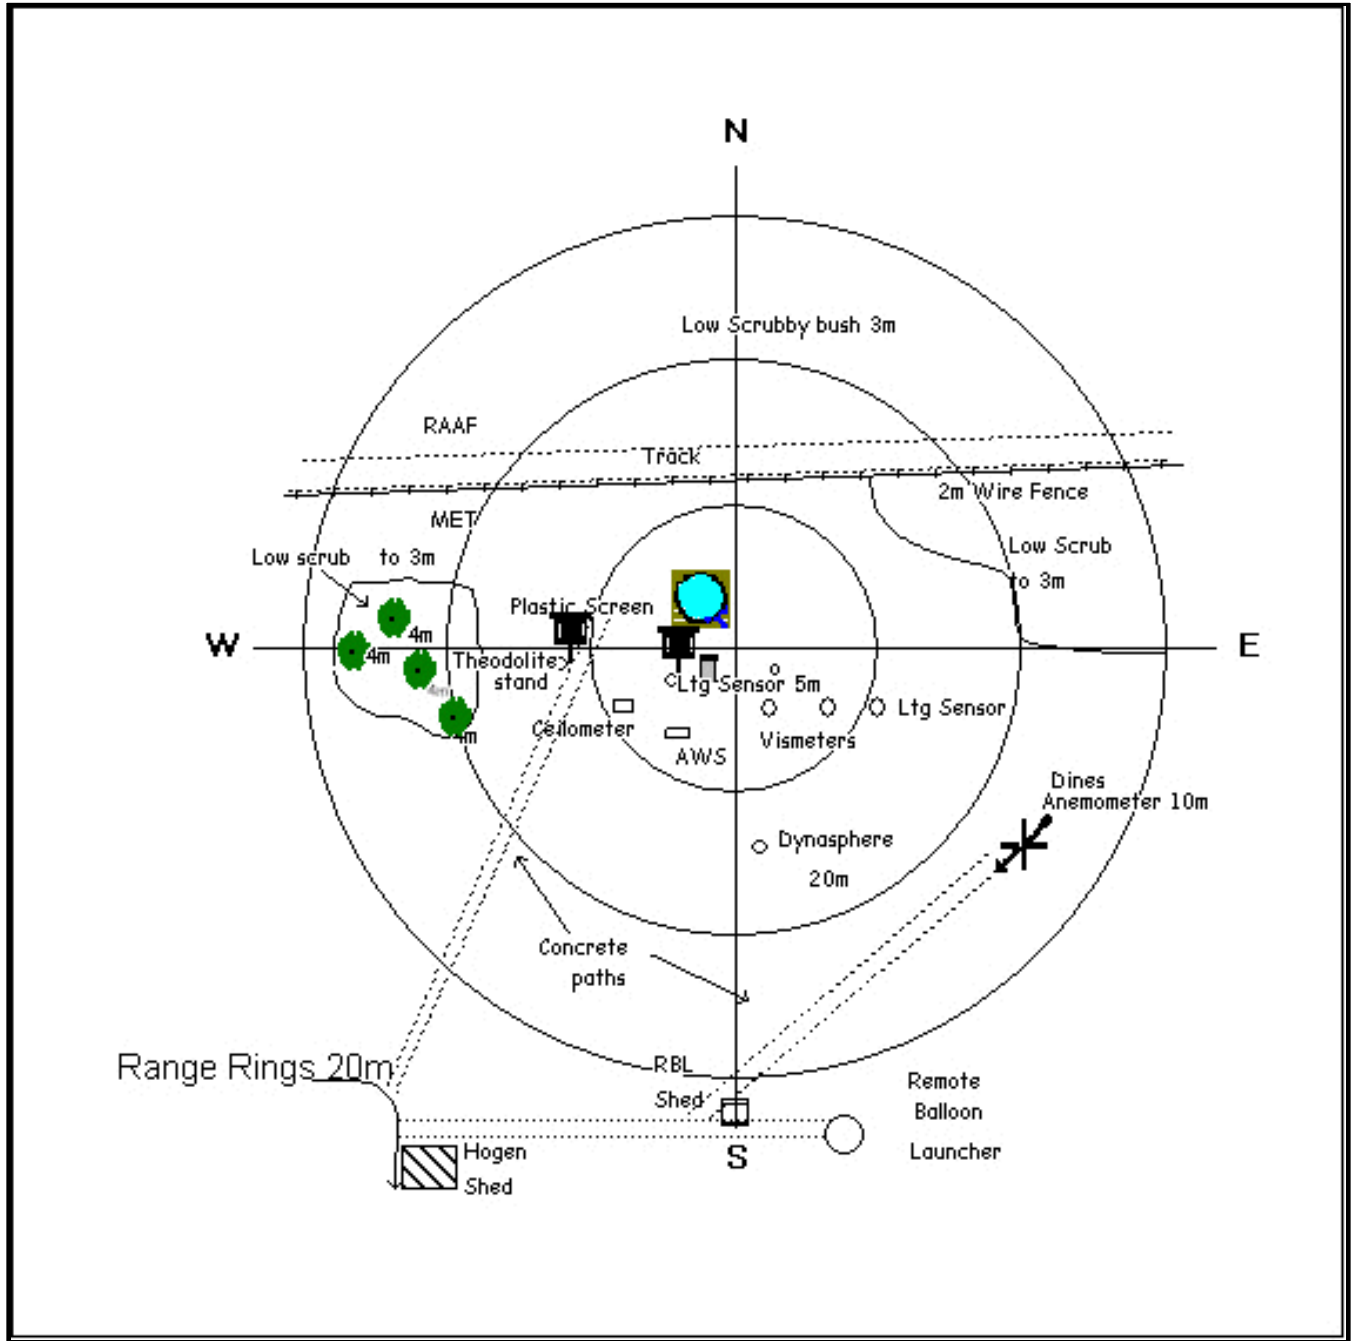 N
Low Scrubby bush 3m
RAAF
Track
2m Wire Fence
MET
Low scrub to 3m
Low Scrub
to 3m
Plastic Screen
4m
W
E
4m
Theodolite
stand
4m
Ltg Sensor 5m
Ltg Sensor
Ceilometer
4m
Vismeters
AWS
Dines
Anemometer 10m
Dynasphere
20m
Concrete
paths
Range Rings 20m
RBL
Shed
Remote
Balloon
Launcher
S
Hogen
Shed